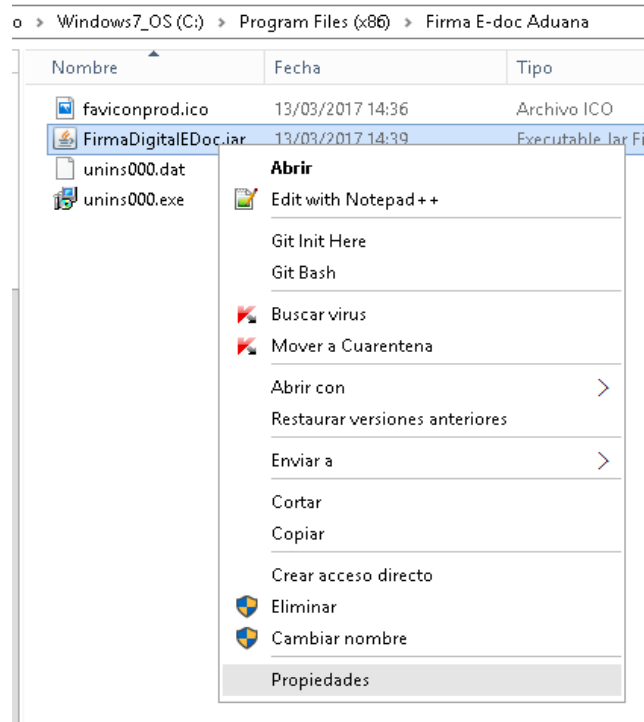 o > Windows7_OS (C:) > Program Files (x86) > Firma E-doc Aduana
Nombre Fecha Tipo
faviconprod.ico 13/03/2017 14:36 Archivo ICO
FirmaDigitalEDoc.jar 13/03/2017 14:39 Executable Jar Fi
unins000.dat
unins000.exe
Abrir
Edit with Notepad++
Git Init Here
Git Bash
Buscar virus
Mover a Cuarentena
Abrir con
Restaurar versiones anteriores
Enviar a
Cortar
Copiar
Crear acceso directo
Eliminar
Cambiar nombre
Propiedades